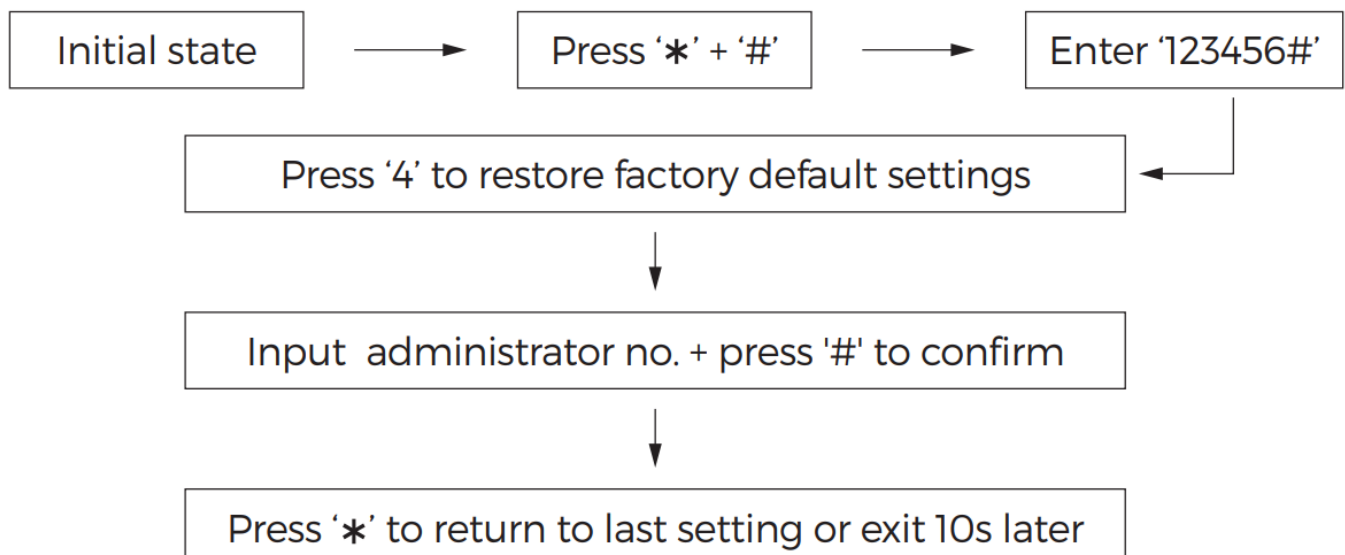 Initial state
Press ‘∗’ + ‘#’
Enter ‘123456#’
Press ‘4’ to restore factory default settings
Input administrator no. + press '#' to confirm
Press ‘∗’ to return to last setting or exit 10s later